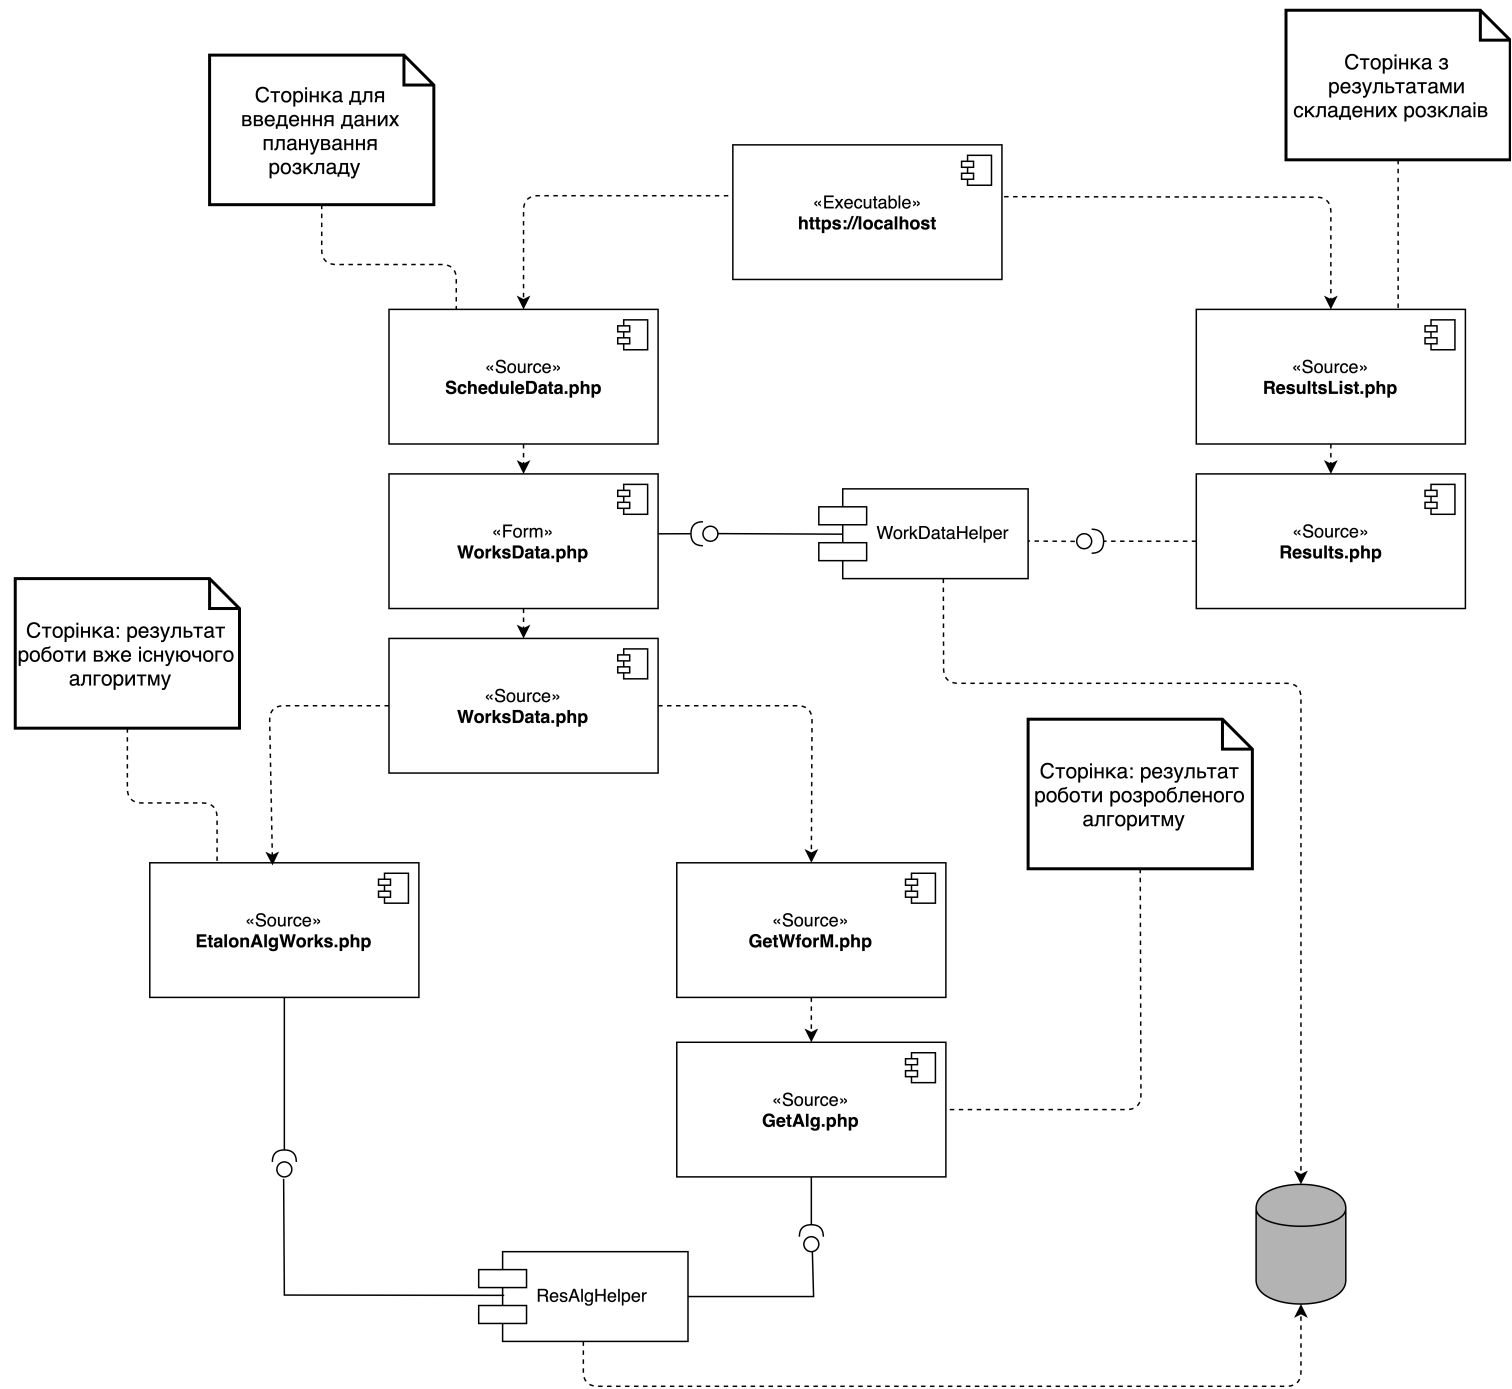 Сторінка з
результатами
складених розклаів
Сторінка для
введення даних
планування
розкладу
«Executable»
https://localhost
«Source»
ScheduleData.php
«Source»
ResultsList.php
«Form»
WorksData.php
WorkDataHelper
«Source»
Results.php
Сторінка: результат
роботи вже існуючого
алгоритму
«Source»
WorksData.php
Сторінка: результат
роботи розробленого
алгоритму
«Source»
EtalonAlgWorks.php
«Source»
GetWforM.php
«Source»
GetAlg.php
ResAlgHelper